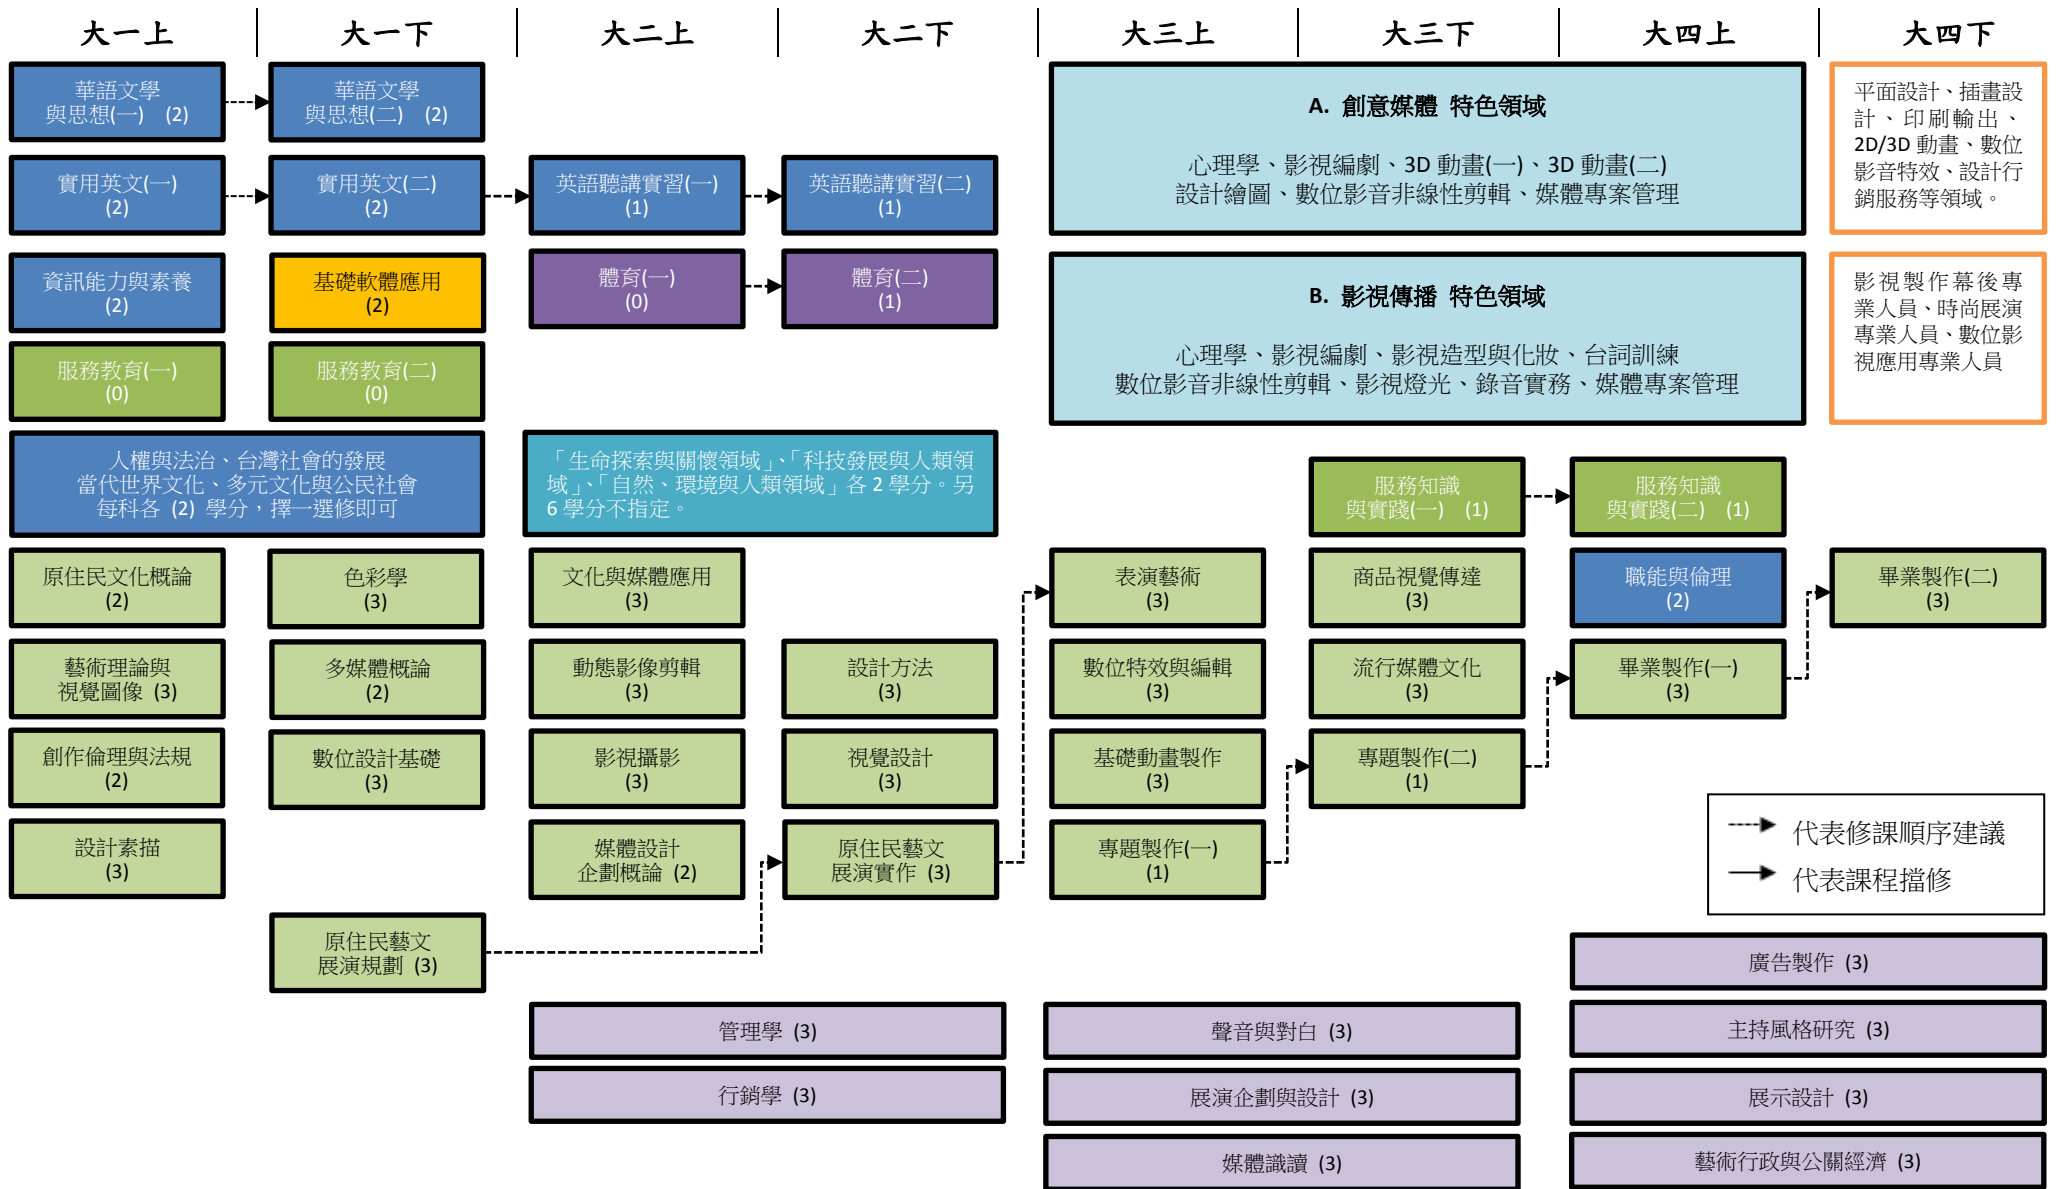 大一上
大一下
大二上
大二下
大三上
大三下
大四上
大四下
華語文學
與思想(一) (2)
華語文學
與思想(二) (2)
A. 創意媒體 特色領域
心理學、影視編劇、3D 動畫(一)、3D 動畫(二)
設計繪圖、數位影音非線性剪輯、媒體專案管理
平面設計、插畫設
計、印刷輸出、
2D/3D 動畫、數位
影音特效、設計行
銷服務等領域。
實用英文(一)
(2)
實用英文(二)
(2)
英語聽講實習(一)
(1)
英語聽講實習(二)
(1)
資訊能力與素養
(2)
基礎軟體應用
(2)
體育(一)
(0)
體育(二)
(1)
B. 影視傳播 特色領域
心理學、影視編劇、影視造型與化妝、台詞訓練
數位影音非線性剪輯、影視燈光、錄音實務、媒體專案管理
影視製作幕後專
業人員、時尚展演
專業人員、數位影
視應用專業人員
服務教育(一)
(0)
服務教育(二)
(0)
人權與法治、台灣社會的發展
當代世界文化、多元文化與公民社會
每科各 (2) 學分，擇一選修即可
「生命探索與關懷領域」、「科技發展與人類領
域」、「自然、環境與人類領域」各 2 學分。另
6 學分不指定。
服務知識
與實踐(一) (1)
服務知識
與實踐(二) (1)
原住民文化概論
(2)
色彩學
(3)
文化與媒體應用
(3)
表演藝術
(3)
商品視覺傳達
(3)
職能與倫理
(2)
畢業製作(二)
(3)
藝術理論與
視覺圖像 (3)
多媒體概論
(2)
動態影像剪輯
(3)
設計方法
(3)
數位特效與編輯
(3)
流行媒體文化
(3)
畢業製作(一)
(3)
創作倫理與法規
(2)
數位設計基礎
(3)
影視攝影
(3)
視覺設計
(3)
基礎動畫製作
(3)
專題製作(二)
(1)
設計素描
(3)
媒體設計
企劃概論 (2)
原住民藝文
展演實作 (3)
專題製作(一)
(1)
代表修課順序建議
代表課程擋修
原住民藝文
展演規劃 (3)
廣告製作 (3)
管理學 (3)
聲音與對白 (3)
主持風格研究 (3)
行銷學 (3)
展演企劃與設計 (3)
展示設計 (3)
媒體識讀 (3)
藝術行政與公關經濟 (3)